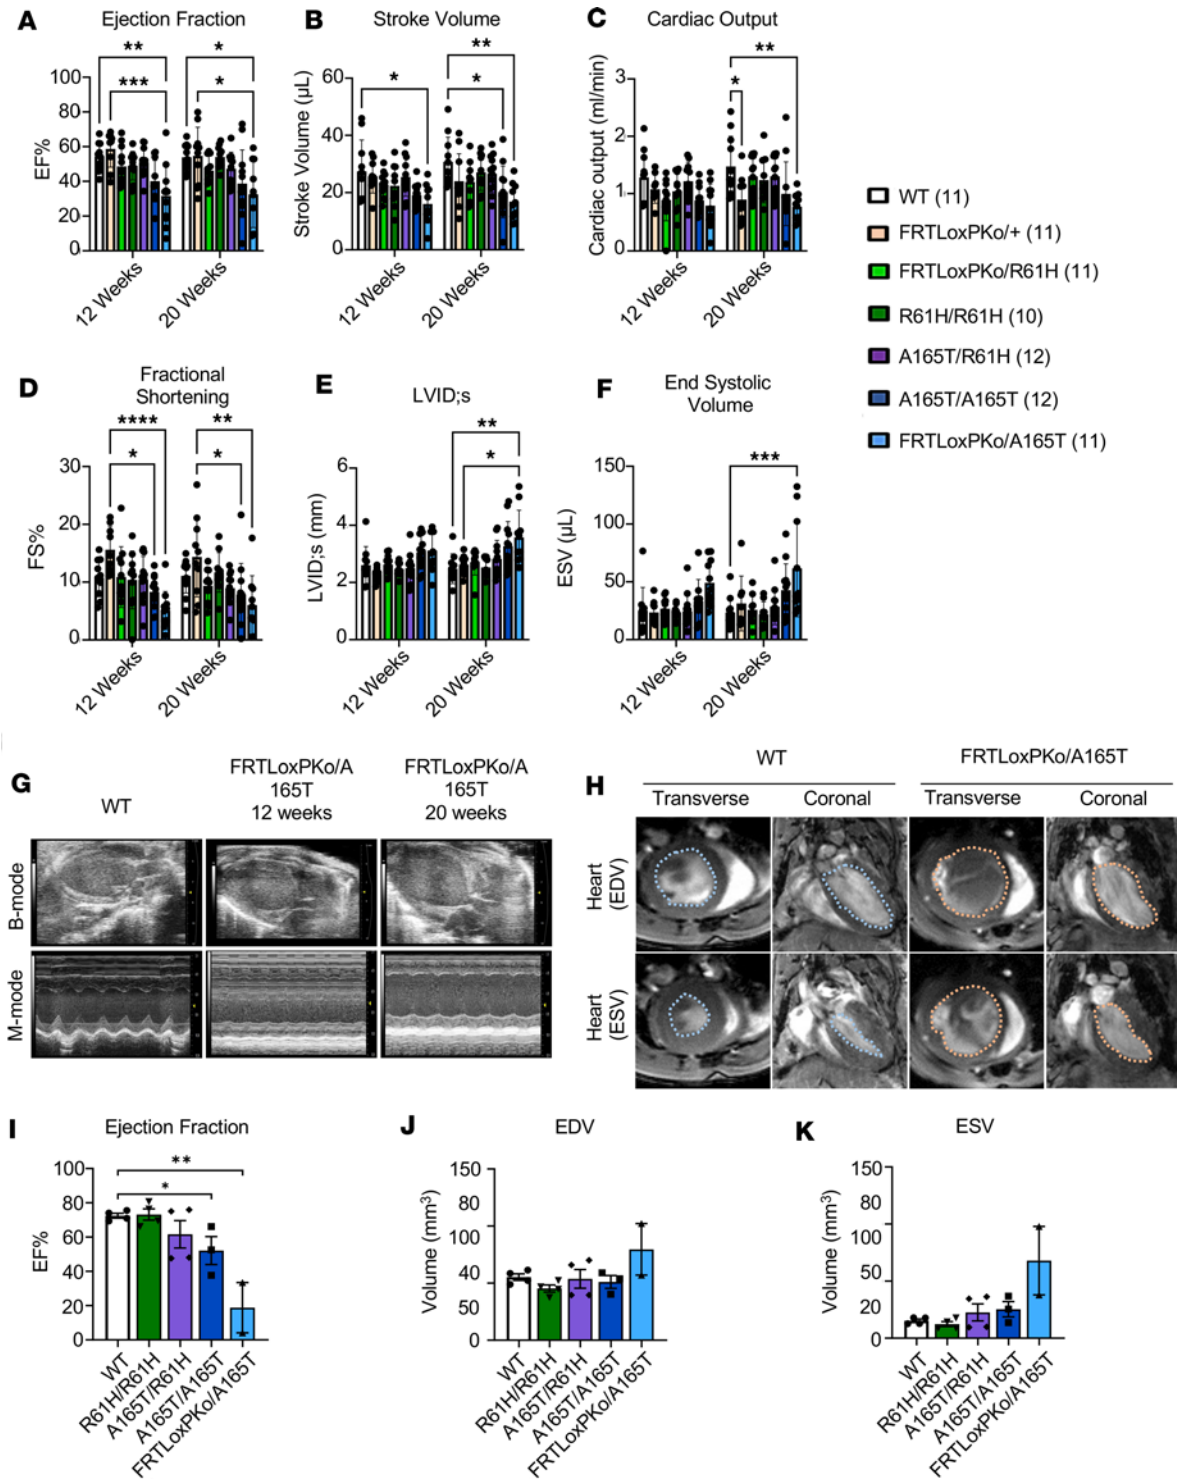 A
Ejection Fraction
**
*
***
*
EF%
100
80
60
40
20
0
12 Weeks
20 Weeks
B
Stroke Volume
**
*
*
Stroke Volume (µL)
60
40
20
0
12 Weeks
20 Weeks
C
Cardiac Output
**
*
Cardiac output (ml/min)
3
2
1
0
12 Weeks
20 Weeks
WT (11)
FRTLoxPKo/+ (11)
FRTLoxPKo/R61H (11)
R61H/R61H (10)
A165T/R61H (12)
A165T/A165T (12)
FRTLoxPKo/A165T (11)
D
Fractional
Shortening
****
**
*
*
FS%
30
20
10
0
12 Weeks
20 Weeks
E
LVID;s
**
*
LVID;s (mm)
6
4
2
0
12 Weeks
20 Weeks
F
End Systolic
Volume
***
ESV (µL)
150
100
50
0
12 Weeks
20 Weeks
G
WT
FRTLoxPKo/A
165T
12 weeks
FRTLoxPKo/A
165T
20 weeks
B-mode
M-mode
H
WT
FRTLoxPKo/A165T
Transverse
Coronal
Transverse
Coronal
Heart
(EDV)
Heart
(ESV)
I
Ejection Fraction
**
*
EF%
100
80
60
40
20
0
WT
R61H/R61H
A165T/R61H
A165T/A165T
FRTLoxPKo/A165T
J
EDV
Volume (mm³)
150
80
100
40
50
0
WT
R61H/R61H
A165T/R61H
A165T/A165T
FRTLoxPKo/A165T
K
ESV
Volume (mm³)
150
80
100
20
50
0
WT
R61H/R61H
A165T/R61H
A165T/A165T
FRTLoxPKo/A165T